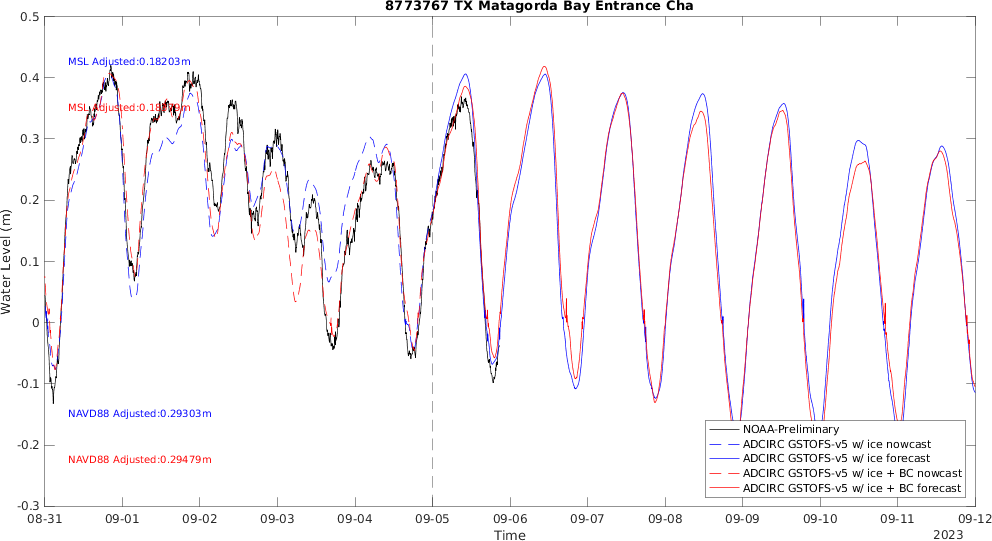 8773767 TX Matagorda Bay Entrance Cha
0.5
0.4
0.3
0.2
0.1
0
-0.1
-0.2
-0.3
Water Level (m)
MSL Adjusted:0.18203m
NAVD88 Adjusted:0.29303m
NAVD88 Adjusted:0.29479m
NOAA-Preliminary
ADCIRC GSTOFS-v5 w/ ice nowcast
ADCIRC GSTOFS-v5 w/ ice forecast
ADCIRC GSTOFS-v5 w/ ice + BC nowcast
ADCIRC GSTOFS-v5 w/ ice + BC forecast
08-31 09-01 09-02 09-03 09-04 09-05 09-06 09-07 09-08 09-09 09-10 09-11 09-12
Time
2023
MSL Adjusted: